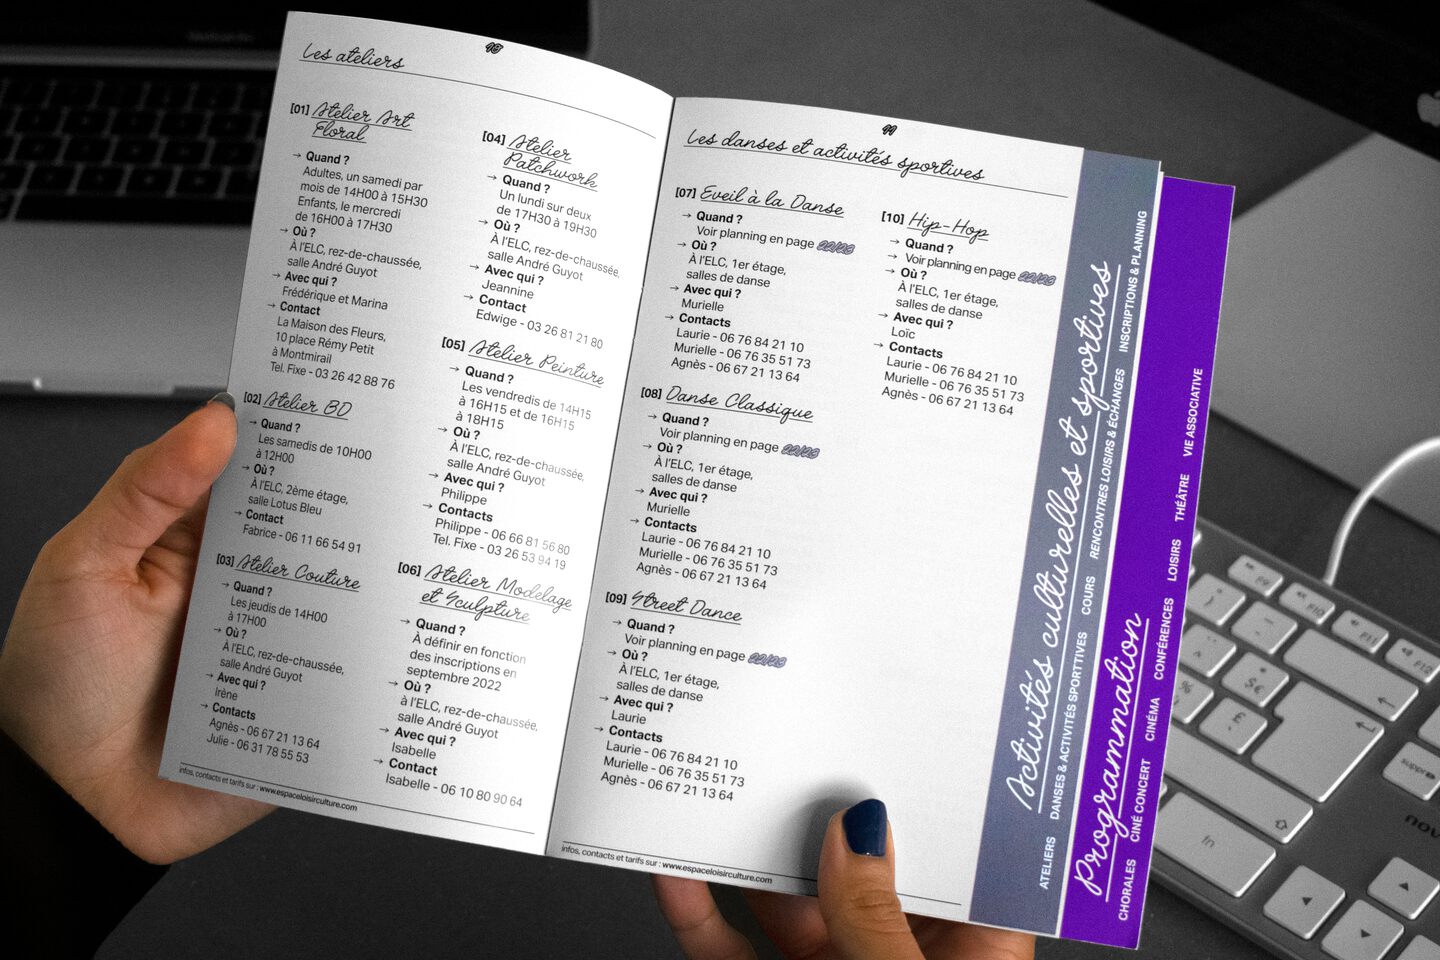 10
Les ateliers
[01] Atelier Art
Floral
→ Quand ?
Adultes, un samedi par
mois de 14H00 à 15H30
Enfants, le mercredi
de 16H00 à 17H30
→ Où ?
À l'ELC, rez-de-chaussée,
salle André Guyot
→ Avec qui ?
Frédérique et Marina
→ Contact
La Maison des Fleurs,
10 place Rémy Petit
à Montmirail
Tel. Fixe - 03 26 42 88 76
[02] Atelier BD
→ Quand ?
Les samedis de 10H00
à 12H00
→ Où ?
À l'ELC, 2ème étage,
salle Lotus Bleu
→ Contact
Fabrice - 06 11 66 54 91
[03] Atelier Couture
→ Quand ?
Les jeudis de 14H00
à 17H00
→ Où ?
À l'ELC, rez-de-chaussée,
salle André Guyot
→ Avec qui ?
Irène
→ Contacts
Agnès - 06 67 21 13 64
Julie - 06 31 78 55 53
[04] Atelier
Patchwork
→ Quand ?
Un lundi sur deux
de 17H30 à 19H30
→ Où ?
À l'ELC, rez-de-chaussée,
salle André Guyot
→ Avec qui ?
Jeannine
→ Contact
Edwige - 03 26 81 21 80
[05] Atelier Peinture
→ Quand ?
Les vendredis de 14H15
à 16H15 et de 16H15
à 18H15
→ Où ?
À l'ELC, rez-de-chaussée,
salle André Guyot
→ Avec qui ?
Philippe
→ Contacts
Philippe - 06 66 81 56 80
Tel. Fixe - 03 26 53 94 19
[06] Atelier Modelage
et Sculpture
→ Quand ?
À définir en fonction
des inscriptions en
septembre 2022
→ Où ?
à l'ELC, rez-de-chaussée,
salle André Guyot
→ Avec qui ?
Isabelle
→ Contact
Isabelle - 06 10 80 90 64
infos, contacts et tarifs sur : www.espaceloisirculture.com
11
Les danses et activités sportives
[07] Eveil à la Danse
→ Quand ?
Voir planning en page 22/23
→ Où ?
À l'ELC, 1er étage,
salles de danse
→ Avec qui ?
Murielle
→ Contacts
Laurie - 06 76 84 21 10
Murielle - 06 76 35 51 73
Agnès - 06 67 21 13 64
[08] Danse Classique
→ Quand ?
Voir planning en page 22/23
→ Où ?
À l'ELC, 1er étage,
salles de danse
→ Avec qui ?
Murielle
→ Contacts
Laurie - 06 76 84 21 10
Murielle - 06 76 35 51 73
Agnès - 06 67 21 13 64
[09] Street Dance
→ Quand ?
Voir planning en page 22/23
→ Où ?
À l'ELC, 1er étage,
salles de danse
→ Avec qui ?
Laurie
→ Contacts
Laurie - 06 76 84 21 10
Murielle - 06 76 35 51 73
Agnès - 06 67 21 13 64
[10] Hip-Hop
→ Quand ?
→ Voir planning en page 22/23
→ Où ?
À l'ELC, 1er étage,
salles de danse
→ Avec qui ?
Loïc
→ Contacts
Laurie - 06 76 84 21 10
Murielle - 06 76 35 51 73
Agnès - 06 67 21 13 64
infos, contacts et tarifs sur : www.espaceloisirculture.com
Activités culturelles et sportives
ATELIERS DANSES & ACTIVITÉS SPORTTIVES COURS RENCONTRES LOISIRS & ÉCHANGES INSCRIPTIONS & PLANNING
Programmation
CHORALES CINÉ CONCERT CINÉMA CONFÉRENCES LOISIRS THÉÂTRE VIE ASSOCIATIVE
F9
F10
F11
F12
%
*
$€
£
suppr
fn